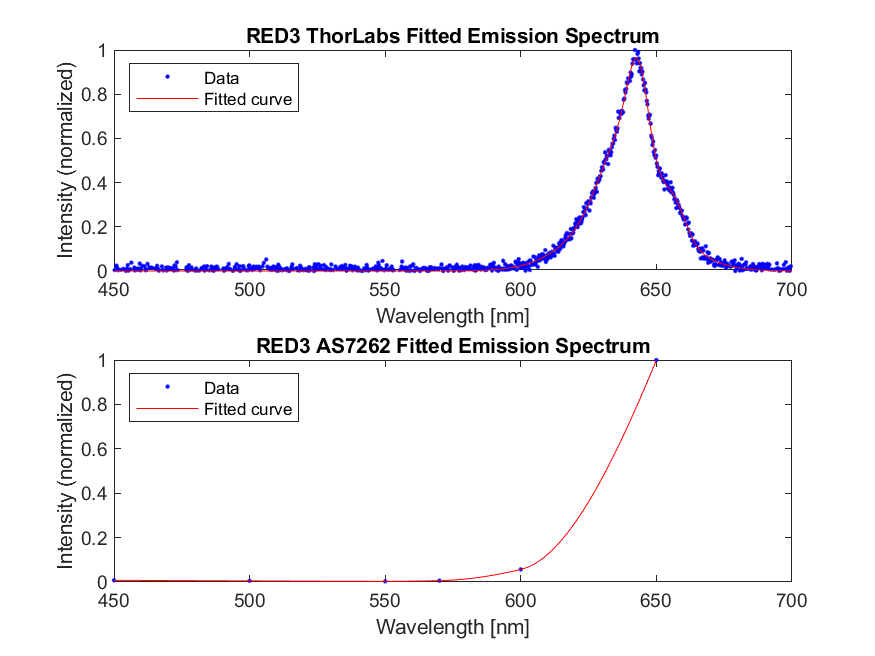 RED3 ThorLabs Fitted Emission Spectrum
Intensity (normalized)
1
0.8
0.6
0.4
0.2
0
Data
Fitted curve
450
500
550
600
650
700
Wavelength [nm]
RED3 AS7262 Fitted Emission Spectrum
Intensity (normalized)
1
0.8
0.6
0.4
0.2
0
Data
Fitted curve
450
500
550
600
650
700
Wavelength [nm]